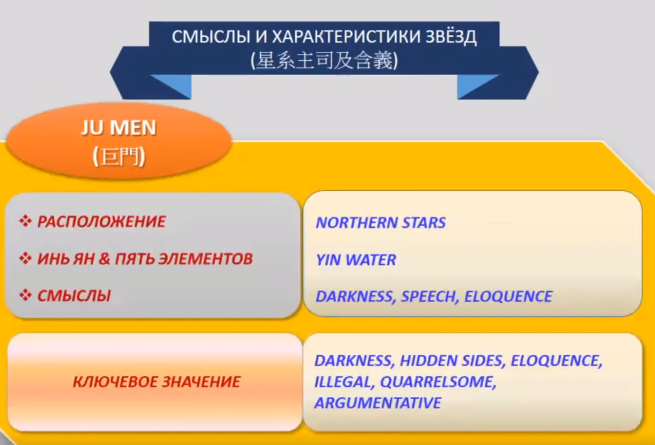 СМЫСЛЫ И ХАРАКТЕРИСТИКИ ЗВЁЗД
(星系主司及含義)
JU MEN
(巨門)
❖ РАСПОЛОЖЕНИЕ
NORTHERN STARS
❖ ИНЬ ЯН & ПЯТЬ ЭЛЕМЕНТОВ
YIN WATER
❖ СМЫСЛЫ
DARKNESS, SPEECH, ELOQUENCE
КЛЮЧЕВОЕ ЗНАЧЕНИЕ
DARKNESS, HIDDEN SIDES, ELOQUENCE,
ILLEGAL, QUARRELSOME,
ARGUMENTATIVE